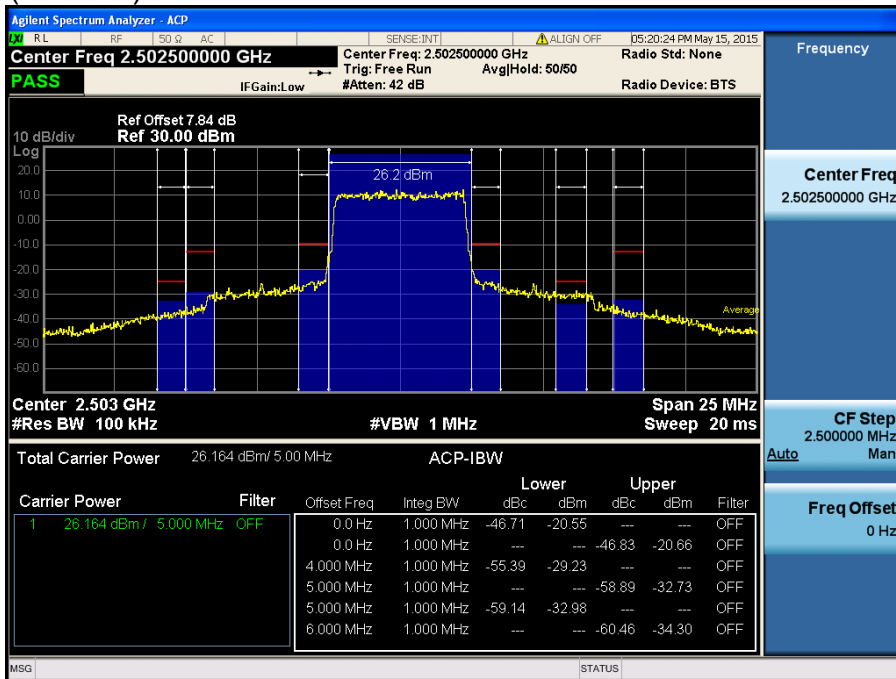 Agilent Spectrum Analyzer - ACP
LXI RL RF 50 Ω AC SENSE:INT ALIGN OFF 05:20:24 PM May 15, 2015
Center Freq 2.502500000 GHz
Center Freq: 2.502500000 GHz Radio Std: None
Trig: Free Run Avg|Hold: 50/50
PASS IFGain:Low #Atten: 42 dB Radio Device: BTS
Ref Offset 7.84 dB
10 dB/div Ref 30.00 dBm
Log
20.0
26.2 dBm
10.0
0.00
-10.0
-20.0
-30.0
Average
-40.0
-50.0
-60.0
Center 2.503 GHz Span 25 MHz
#Res BW 100 kHz #VBW 1 MHz Sweep 20 ms
Total Carrier Power 26.164 dBm/ 5.00 MHz ACP-IBW
Lower Upper
Carrier Power Filter Offset Freq Integ BW dBc dBm dBc dBm Filter
1 26.164 dBm / 5.000 MHz OFF 0.0 Hz 1.000 MHz -46.71 -20.55 --- --- OFF
0.0 Hz 1.000 MHz --- --- -46.83 -20.66 OFF
4.000 MHz 1.000 MHz -55.39 -29.23 --- --- OFF
5.000 MHz 1.000 MHz --- --- -58.89 -32.73 OFF
5.000 MHz 1.000 MHz -59.14 -32.98 --- --- OFF
6.000 MHz 1.000 MHz --- --- -60.46 -34.30 OFF
MSG STATUS
Frequency
Center Freq
2.502500000 GHz
CF Step
2.500000 MHz
Auto Man
Freq Offset
0 Hz